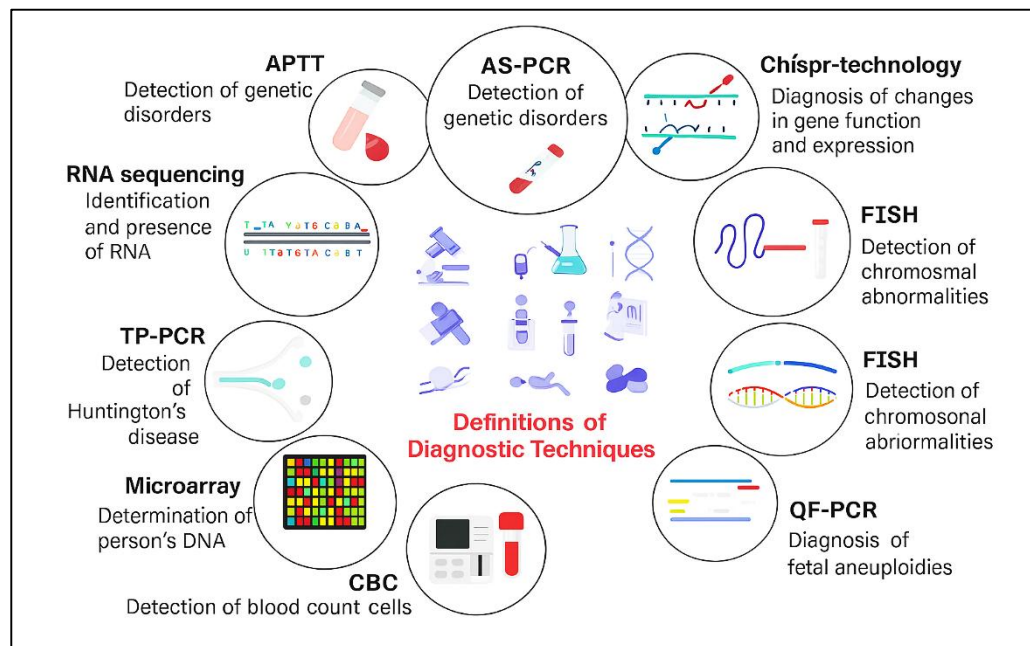 APTT
Detection of genetic
disorders
AS-PCR
Detection of
genetic disorders
Chíspr-technology
Diagnosis of changes
in gene function
and expression
RNA sequencing
Identification
and presence
of RNA
FISH
Detection of
chromosmal
abnormalities
TP-PCR
Detection
of
Huntington's
disease
FISH
Detection of
chromosonal
abriormalities
Definitions of
Diagnostic Techniques
Microarray
Determination of
person's DNA
QF-PCR
Diagnosis of
fetal aneuploidies
CBC
Detection of blood count cells